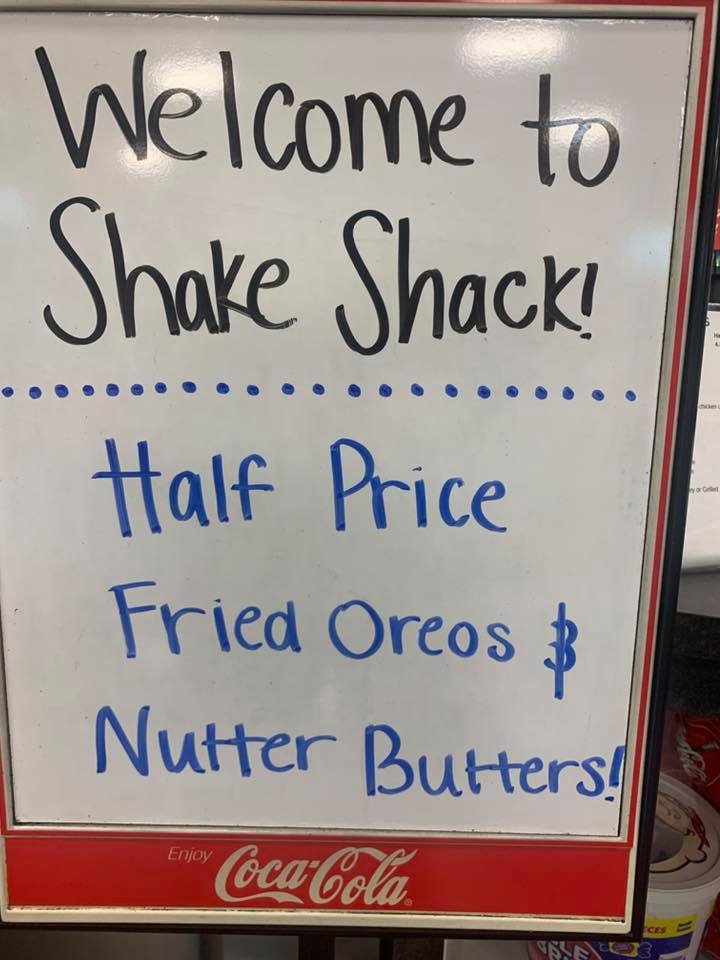 Welcome to
Shake Shack!
Half Price
Fried Oreos &
Nutter Butters!
Enjoy
Coca-Cola